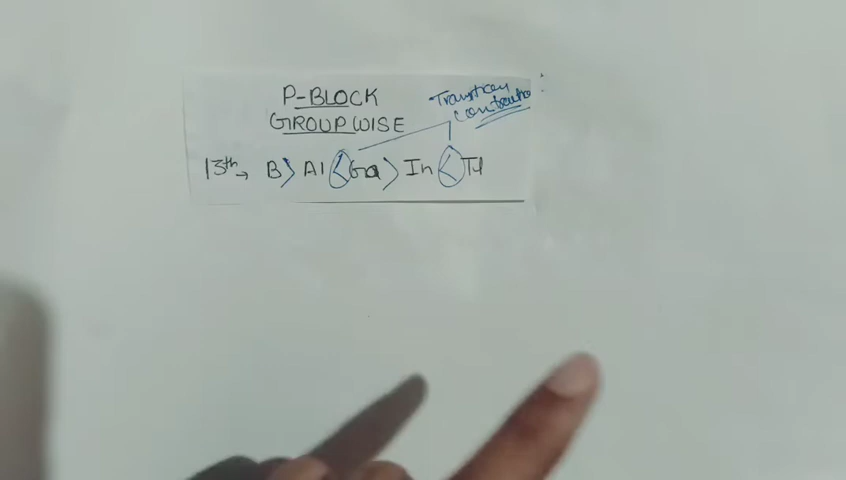 P-BLOCK
GROUPWISE
Transition
contraction
13th → B > Al < Ga > In < Tl